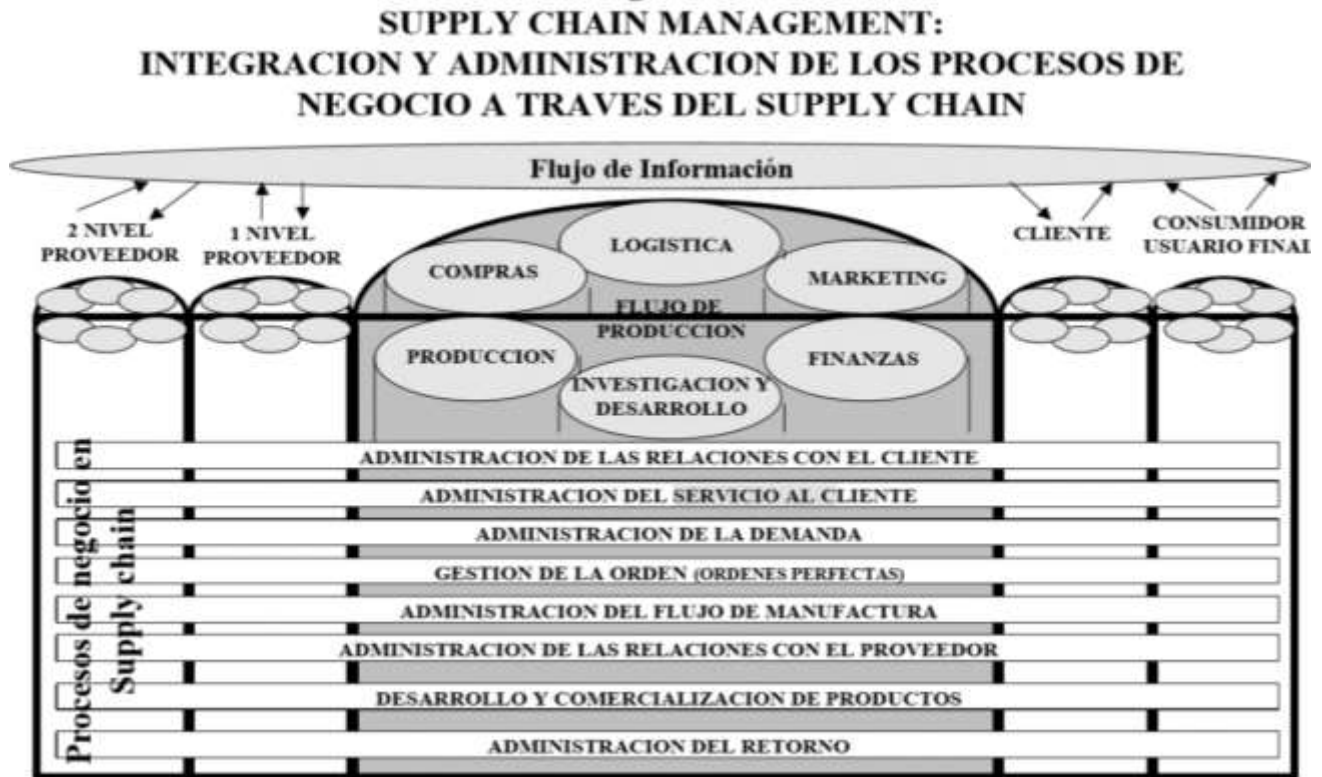 SUPPLY CHAIN MANAGEMENT:
INTEGRACION Y ADMINISTRACION DE LOS PROCESOS DE
NEGOCIO A TRAVES DEL SUPPLY CHAIN
Flujo de Información
2 NIVEL
PROVEEDOR
1 NIVEL
PROVEEDOR
CLIENTE
CONSUMIDOR
USUARIO FINAL
LOGISTICA
COMPRAS
MARKETING
FLUJO DE
PRODUCCION
PRODUCCION
FINANZAS
INVESTIGACION Y
DESARROLLO
Procesos de negocio en
Supply chain
ADMINISTRACION DE LAS RELACIONES CON EL CLIENTE
ADMINISTRACION DEL SERVICIO AL CLIENTE
ADMINISTRACION DE LA DEMANDA
GESTION DE LA ORDEN (ORDENES PERFECTAS)
ADMINISTRACION DEL FLUJO DE MANUFACTURA
ADMINISTRACION DE LAS RELACIONES CON EL PROVEEDOR
DESARROLLO Y COMERCIALIZACION DE PRODUCTOS
ADMINISTRACION DEL RETORNO